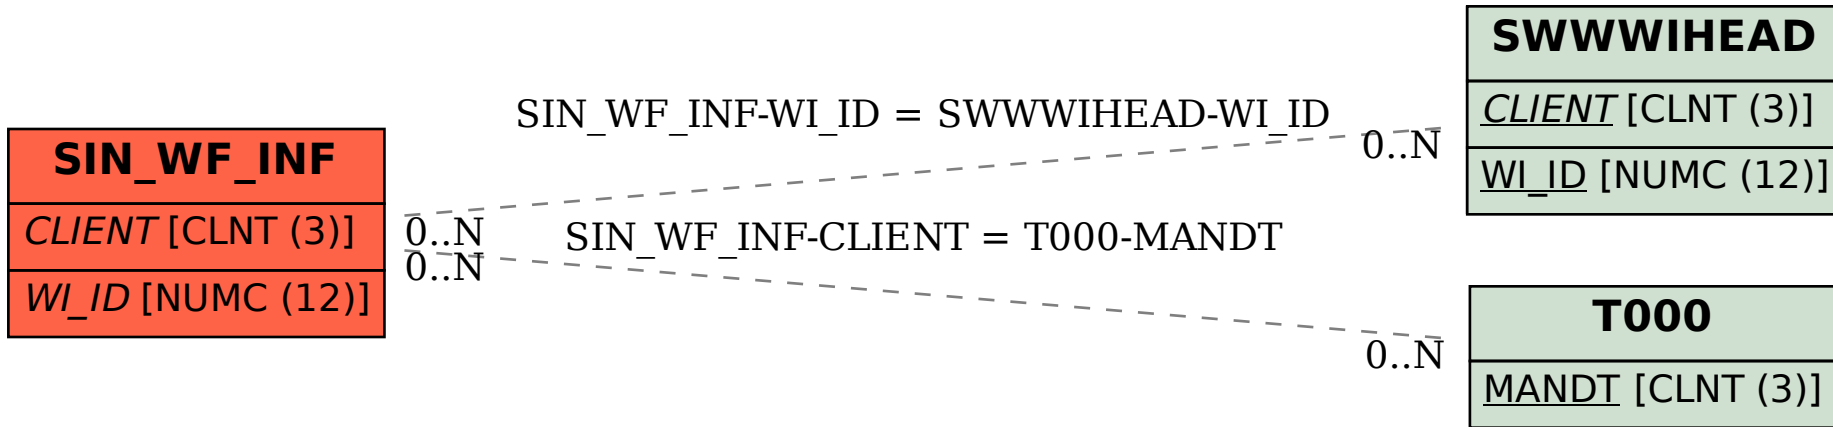 SIN_WF_INF
CLIENT [CLNT (3)]
WI_ID [NUMC (12)]
SIN_WF_INF-WI_ID = SWWWIHEAD-WI_ID
0..N
0..N
SIN_WF_INF-CLIENT = T000-MANDT
0..N
0..N
SWWWIHEAD
CLIENT [CLNT (3)]
WI_ID [NUMC (12)]
T000
MANDT [CLNT (3)]